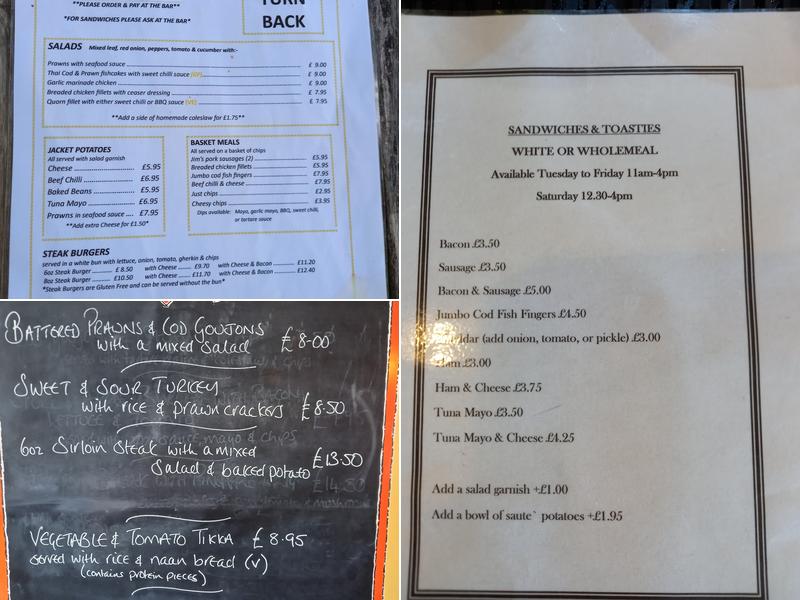 **PLEASE ORDER & PAY AT THE BAR**
*FOR SANDWICHES PLEASE ASK AT THE BAR*
TURN
BACK
SALADS Mixed leaf, red onion, peppers, tomato & cucumber with:-
Prawns with seafood sauce £ 9.00
Thai Cod & Prawn fishcakes with sweet chilli sauce £ 9.00
Garlic marinade chicken £ 9.00
Breaded chicken fillets with ceaser dressing £ 7.95
Quorn fillet with either sweet chilli or BBQ sauce (VE) £ 7.95
**Add a side of homemade coleslaw for £1.75**
JACKET POTATOES
All served with salad garnish
Cheese £5.95
Beef Chilli £6.95
Baked Beans £5.95
Tuna Mayo £6.95
Prawns in seafood sauce £7.95
**Add extra Cheese for £1.50*
BASKET MEALS
All served on a basket of chips
Jim's pork sausages (2) £5.95
Breaded chicken fillets £5.95
Jumbo cod fish fingers £7.95
Beef chilli & cheese £7.95
Just chips £2.95
Cheesy chips £3.95
Dips available: Mayo, garlic mayo, BBQ, sweet chilli,
or tartare sauce
STEAK BURGERS
served in a white bun with lettuce, onion, tomato, gherkin & chips
6oz Steak Burger £ 8.50 with Cheese £9.70 with Cheese & Bacon £11.20
8oz Steak Burger £10.50 with Cheese £11.70 with Cheese & Bacon £12.40
*Steak Burgers are Gluten Free and can be served without the bun*
BATTERED PRAWNS & COD GOUJONS
with a mixed salad £8-00
SWEET & SOUR TURKEY
with rice & prawn crackers £8.50
6oz Sirloin Steak with a mixed
Salad & baked potato £13.50
VEGETABLE & TOMATO TIKKA £8.95
served with rice & naan bread (v)
(contains protein pieces)
SANDWICHES & TOASTIES
WHITE OR WHOLEMEAL
Available Tuesday to Friday 11am-4pm
Saturday 12.30-4pm
Bacon £3.50
Sausage £3.50
Bacon & Sausage £5.00
Jumbo Cod Fish Fingers £4.50
(add onion, tomato, or pickle) £3.00
Ham £3.00
Ham & Cheese £3.75
Tuna Mayo £3.50
Tuna Mayo & Cheese £4.25
Add a salad garnish +£1.00
Add a bowl of saute` potatoes +£1.95